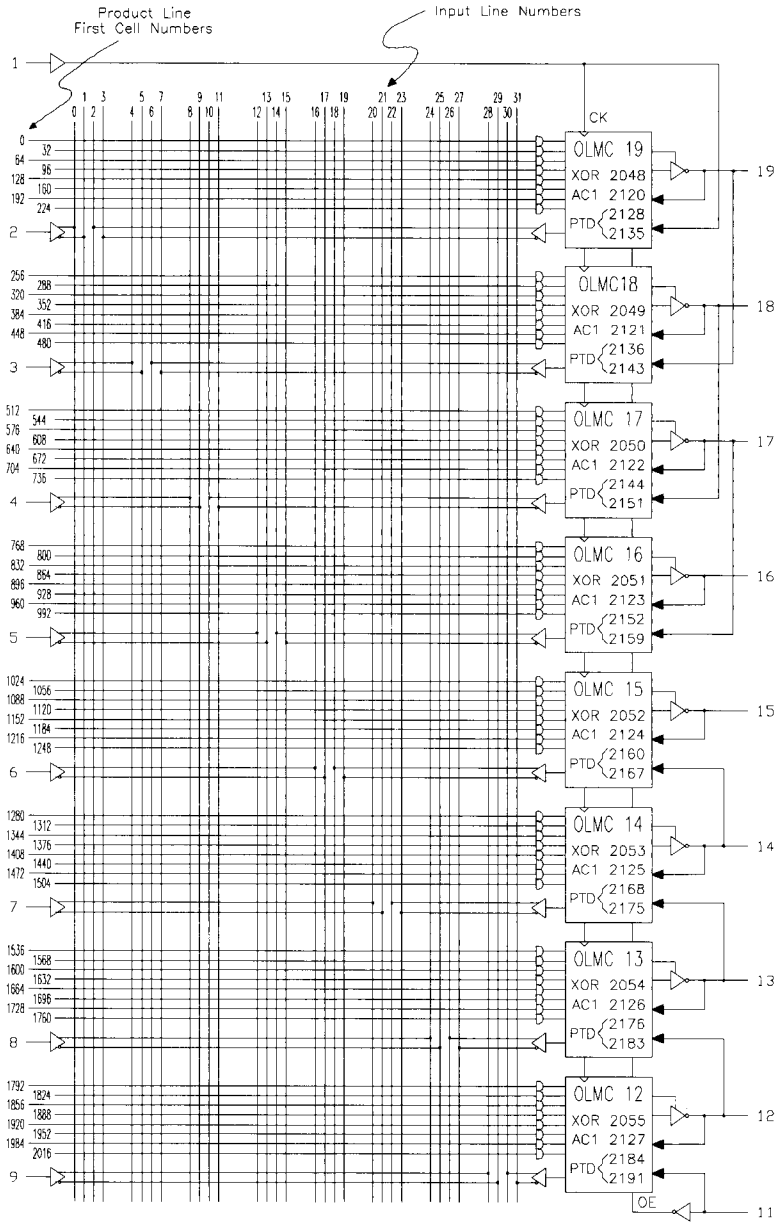 Product Line
First Cell Numbers
Input Line Numbers
1
1 3 5 7 9 11 13 15 17 19 21 23 25 27 29 31
0 2 4 6 8 10 12 14 16 18 20 22 24 26 28 30
CK
0
32
64
96
128
160
192
224
OLMC 19
XOR 2048
AC1 2120
PTD 2128
2135
19
2
256
288
320
352
384
416
448
480
OLMC18
XOR 2049
AC1 2121
PTD 2136
2143
18
3
512
544
576
608
640
672
704
736
OLMC 17
XOR 2050
AC1 2122
PTD 2144
2151
17
4
768
800
832
864
896
928
960
992
OLMC 16
XOR 2051
AC1 2123
PTD 2152
2159
16
5
1024
1056
1088
1120
1152
1184
1216
1248
OLMC 15
XOR 2052
AC1 2124
PTD 2160
2167
15
6
1280
1312
1344
1376
1408
1440
1472
1504
OLMC 14
XOR 2053
AC1 2125
PTD 2168
2175
14
7
1536
1568
1600
1632
1664
1696
1728
1760
OLMC 13
XOR 2054
AC1 2126
PTD 2176
2183
13
8
1792
1824
1856
1888
1920
1952
1984
2016
OLMC 12
XOR 2055
AC1 2127
PTD 2184
2191
12
9
OE
11